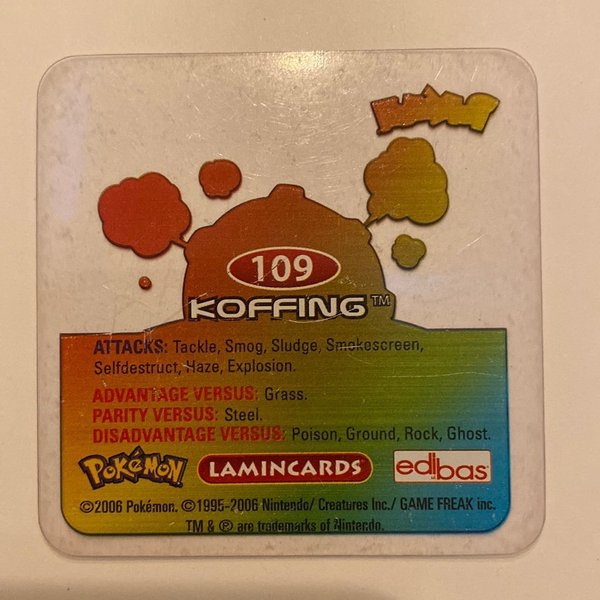 109
KOFFING™
ATTACKS: Tackle, Smog, Sludge, Smokescreen,
Selfdestruct, Haze, Explosion.
ADVANTAGE VERSUS: Grass.
PARITY VERSUS: Steel.
DISADVANTAGE VERSUS: Poison, Ground, Rock, Ghost.
POKéMON LAMINCARDS edibas
©2006 Pokémon. ©1995-2006 Nintendo/ Creatures Inc./ GAME FREAK inc.
TM & ® are trademarks of Nintendo.